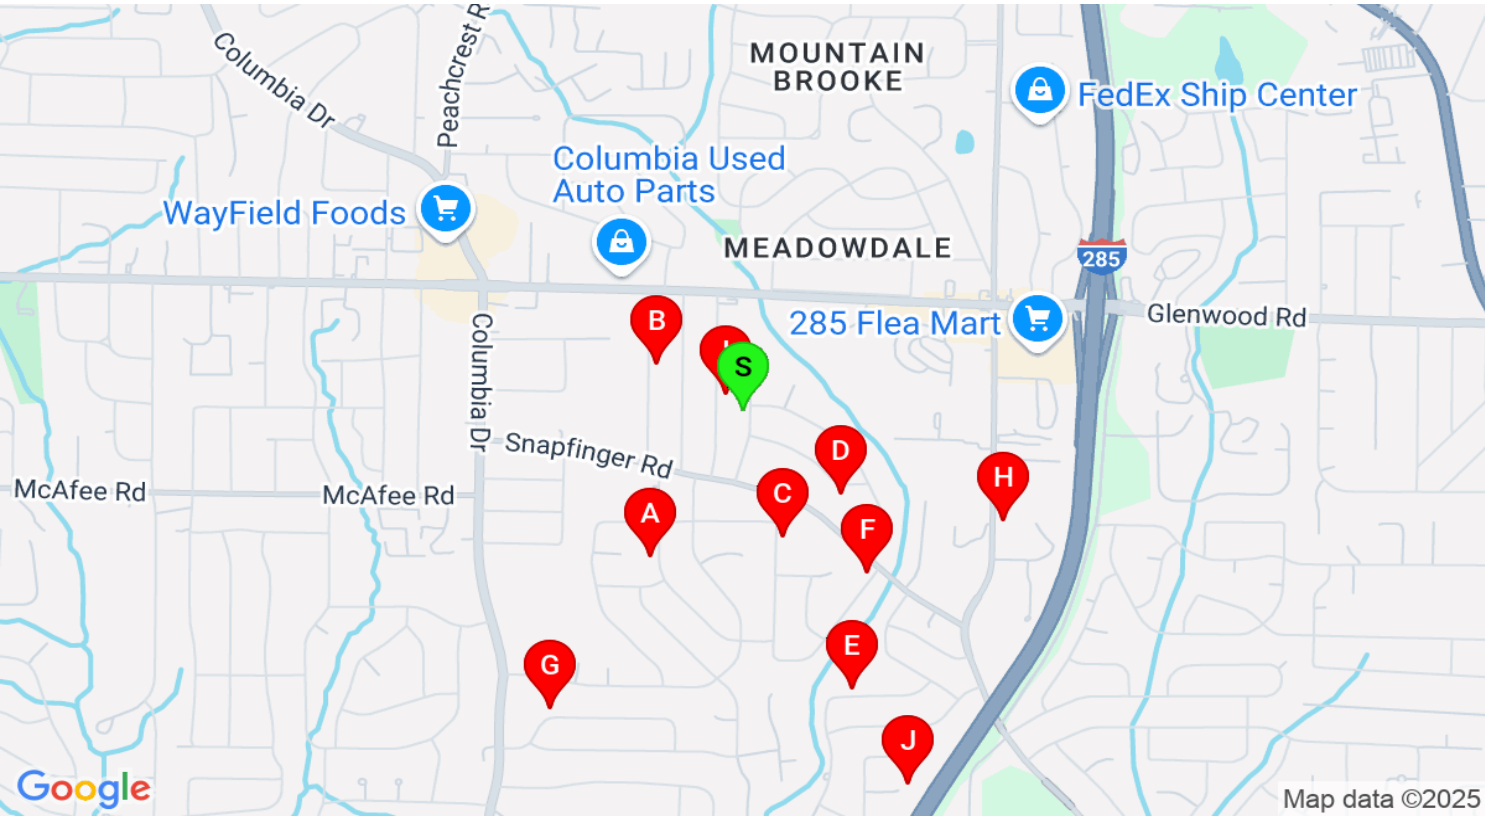 Columbia Dr
Peachcrest R
MOUNTAIN
BROOKE
FedEx Ship Center
Columbia Used
Auto Parts
WayField Foods
MEADOWDALE
285
285 Flea Mart
Glenwood Rd
B
S
Columbia Dr
Snapfinger Rd
D
McAfee Rd
McAfee Rd
H
C
A
F
E
G
J
Google
Map data ©2025